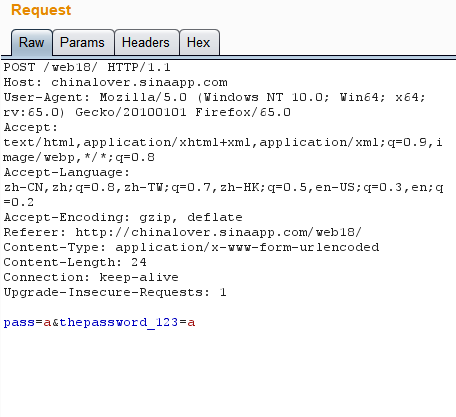 Request
Raw Params Headers Hex
POST /web18/ HTTP/1.1
Host: chinalover.sinaapp.com
User-Agent: Mozilla/5.0 (Windows NT 10.0; Win64; x64;
rv:65.0) Gecko/20100101 Firefox/65.0
Accept:
text/html,application/xhtml+xml,application/xml;q=0.9,i
mage/webp,*/*;q=0.8
Accept-Language:
zh-CN,zh;q=0.8,zh-TW;q=0.7,zh-HK;q=0.5,en-US;q=0.3,en;q
=0.2
Accept-Encoding: gzip, deflate
Referer: http://chinalover.sinaapp.com/web18/
Content-Type: application/x-www-form-urlencoded
Content-Length: 24
Connection: keep-alive
Upgrade-Insecure-Requests: 1
pass=a&thepassword_123=a